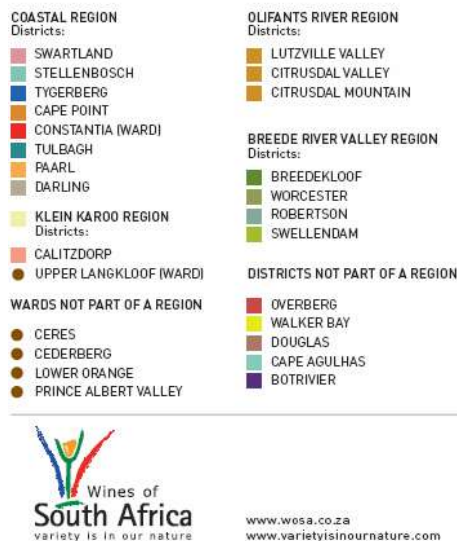 COASTAL REGION
Districts:
SWARTLAND
STELLENBOSCH
TYGERBERG
CAPE POINT
CONSTANTIA (WARD)
TULBAGH
PAARL
DARLING
KLEIN KAROO REGION
Districts:
CALITZDORP
UPPER LANGKLOOF (WARD)
WARDS NOT PART OF A REGION
CERES
CEDERBERG
LOWER ORANGE
PRINCE ALBERT VALLEY
OLIFANTS RIVER REGION
Districts:
LUTZVILLE VALLEY
CITRUSDAL VALLEY
CITRUSDAL MOUNTAIN
BREEDE RIVER VALLEY REGION
Districts:
BREEDEKLOOF
WORCESTER
ROBERTSON
SWELLENDAM
DISTRICTS NOT PART OF A REGION
OVERBERG
WALKER BAY
DOUGLAS
CAPE AGULHAS
BOTRIVIER
Wines of
South Africa
variety is in our nature
www.wosa.co.za
www.varietyisinournature.com